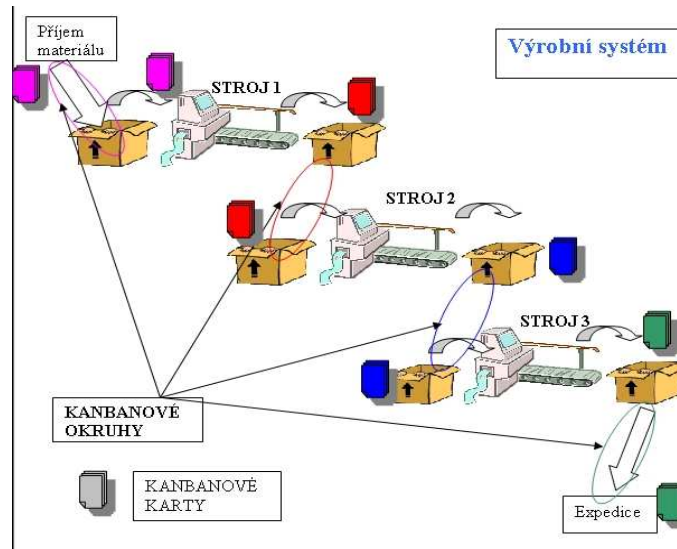 Příjem
materiálu
Výrobní systém
STROJ 1
STROJ 2
STROJ 3
KANBANOVÉ
OKRUHY
KANBANOVÉ
KARTY
Expedice